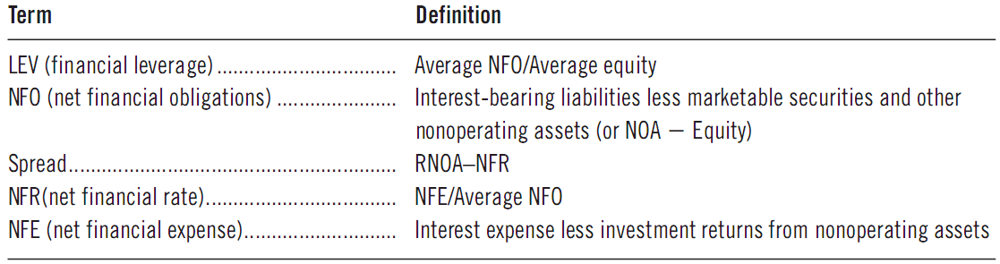 Term Definition
LEV (financial leverage)................................ Average NFO/Average equity
NFO (net financial obligations) ..................... Interest-bearing liabilities less marketable securities and other
nonoperating assets (or NOA — Equity)
Spread........................................................... RNOA–NFR
NFR(net financial rate).................................. NFE/Average NFO
NFE (net financial expense)........................... Interest expense less investment returns from nonoperating assets